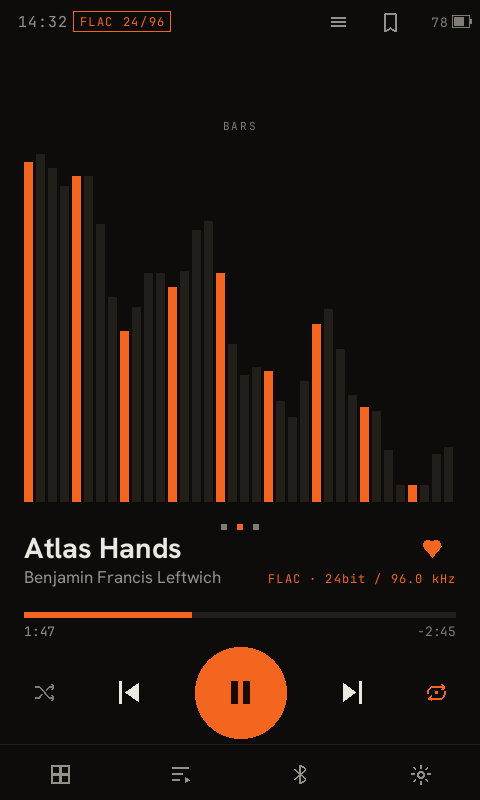 14:32 FLAC 24/96 78
BARS
Atlas Hands
Benjamin Francis Leftwich FLAC · 24bit / 96.0 kHz
1:47 -2:45